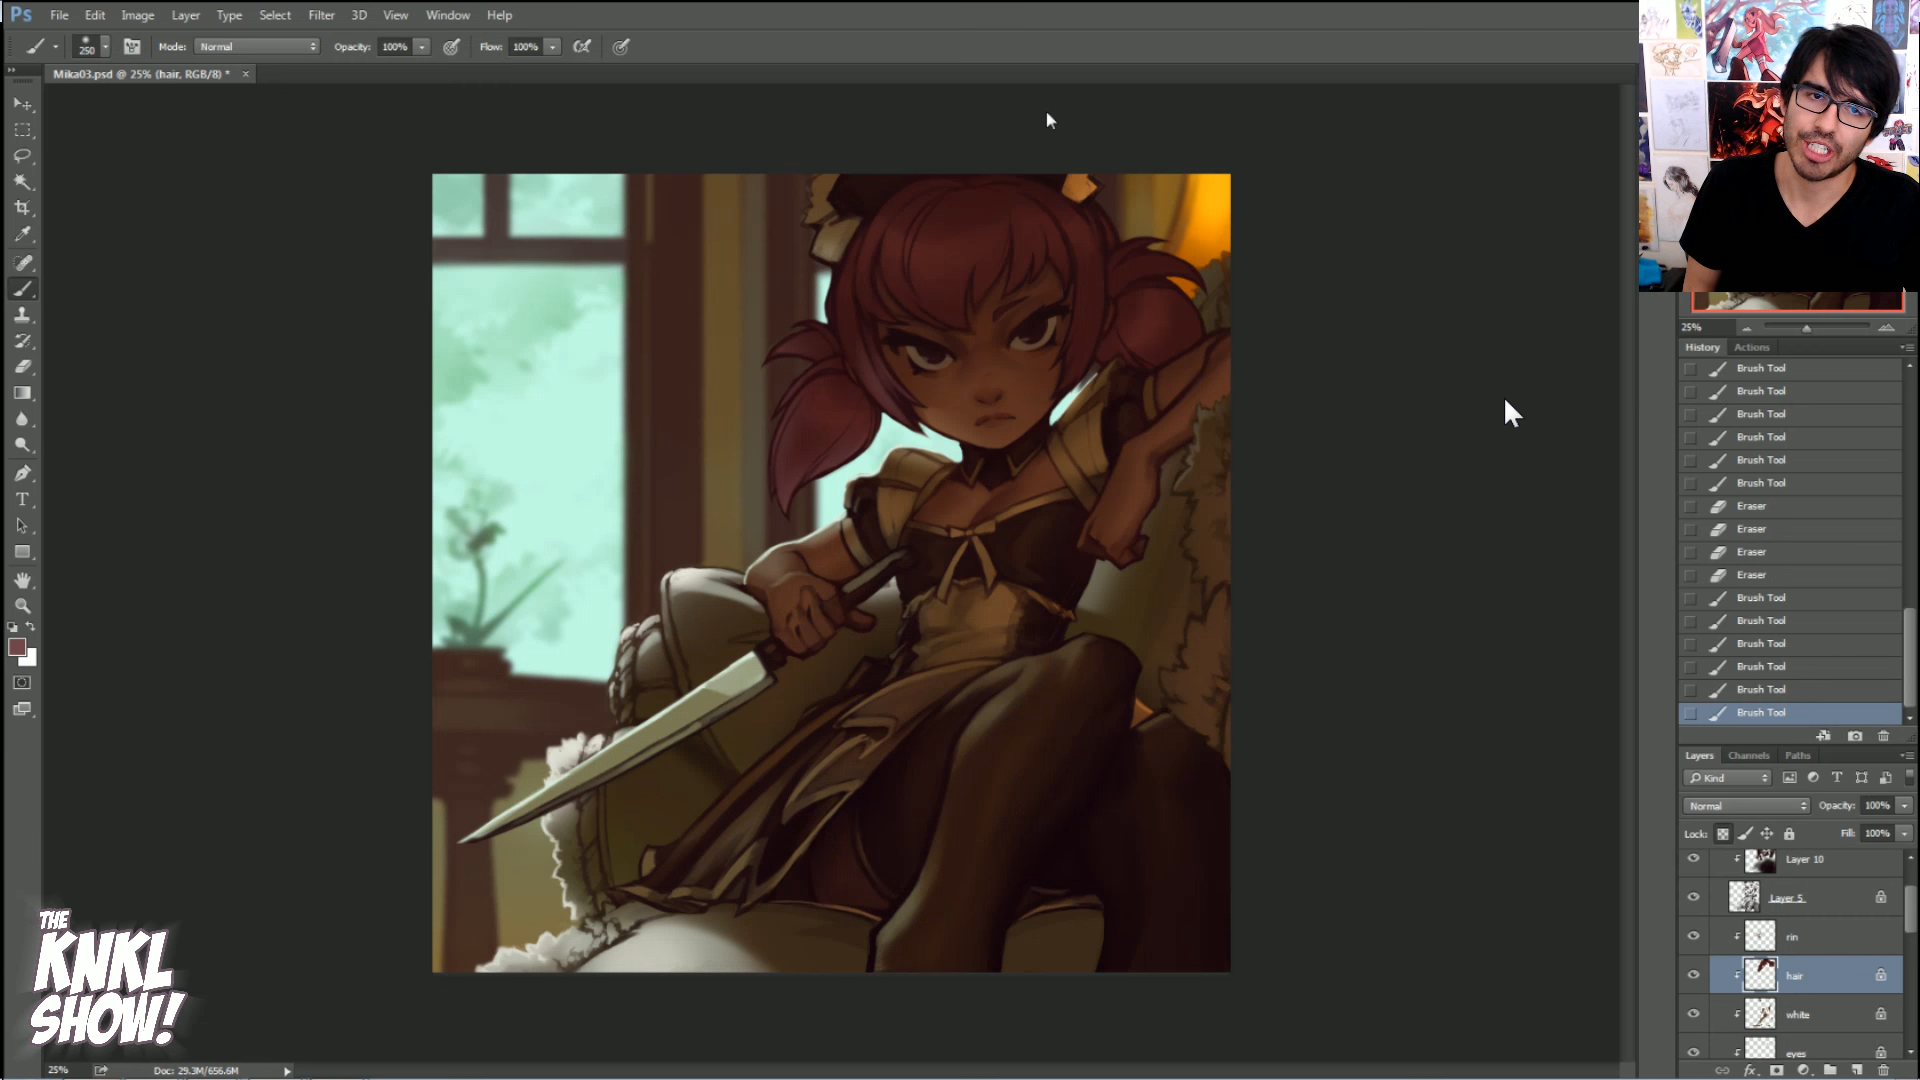 Ps File Edit Image Layer Type Select Filter 3D View Window Help
250 Mode: Normal Opacity: 100% Flow: 100%
Mika03.psd @ 25% (hair, RGB/8) * ×
25%
History Actions
Brush Tool
Brush Tool
Brush Tool
Brush Tool
Brush Tool
Brush Tool
Eraser
Eraser
Eraser
Eraser
Brush Tool
Brush Tool
Brush Tool
Brush Tool
Brush Tool
Brush Tool
Layers Channels Paths
Kind
Normal Opacity: 100%
Lock: Fill: 100%
Layer 10
Layer 5
rin
hair
white
eyes
THE
KNKL
SHOW!
25% Doc: 29.3M/656.6M